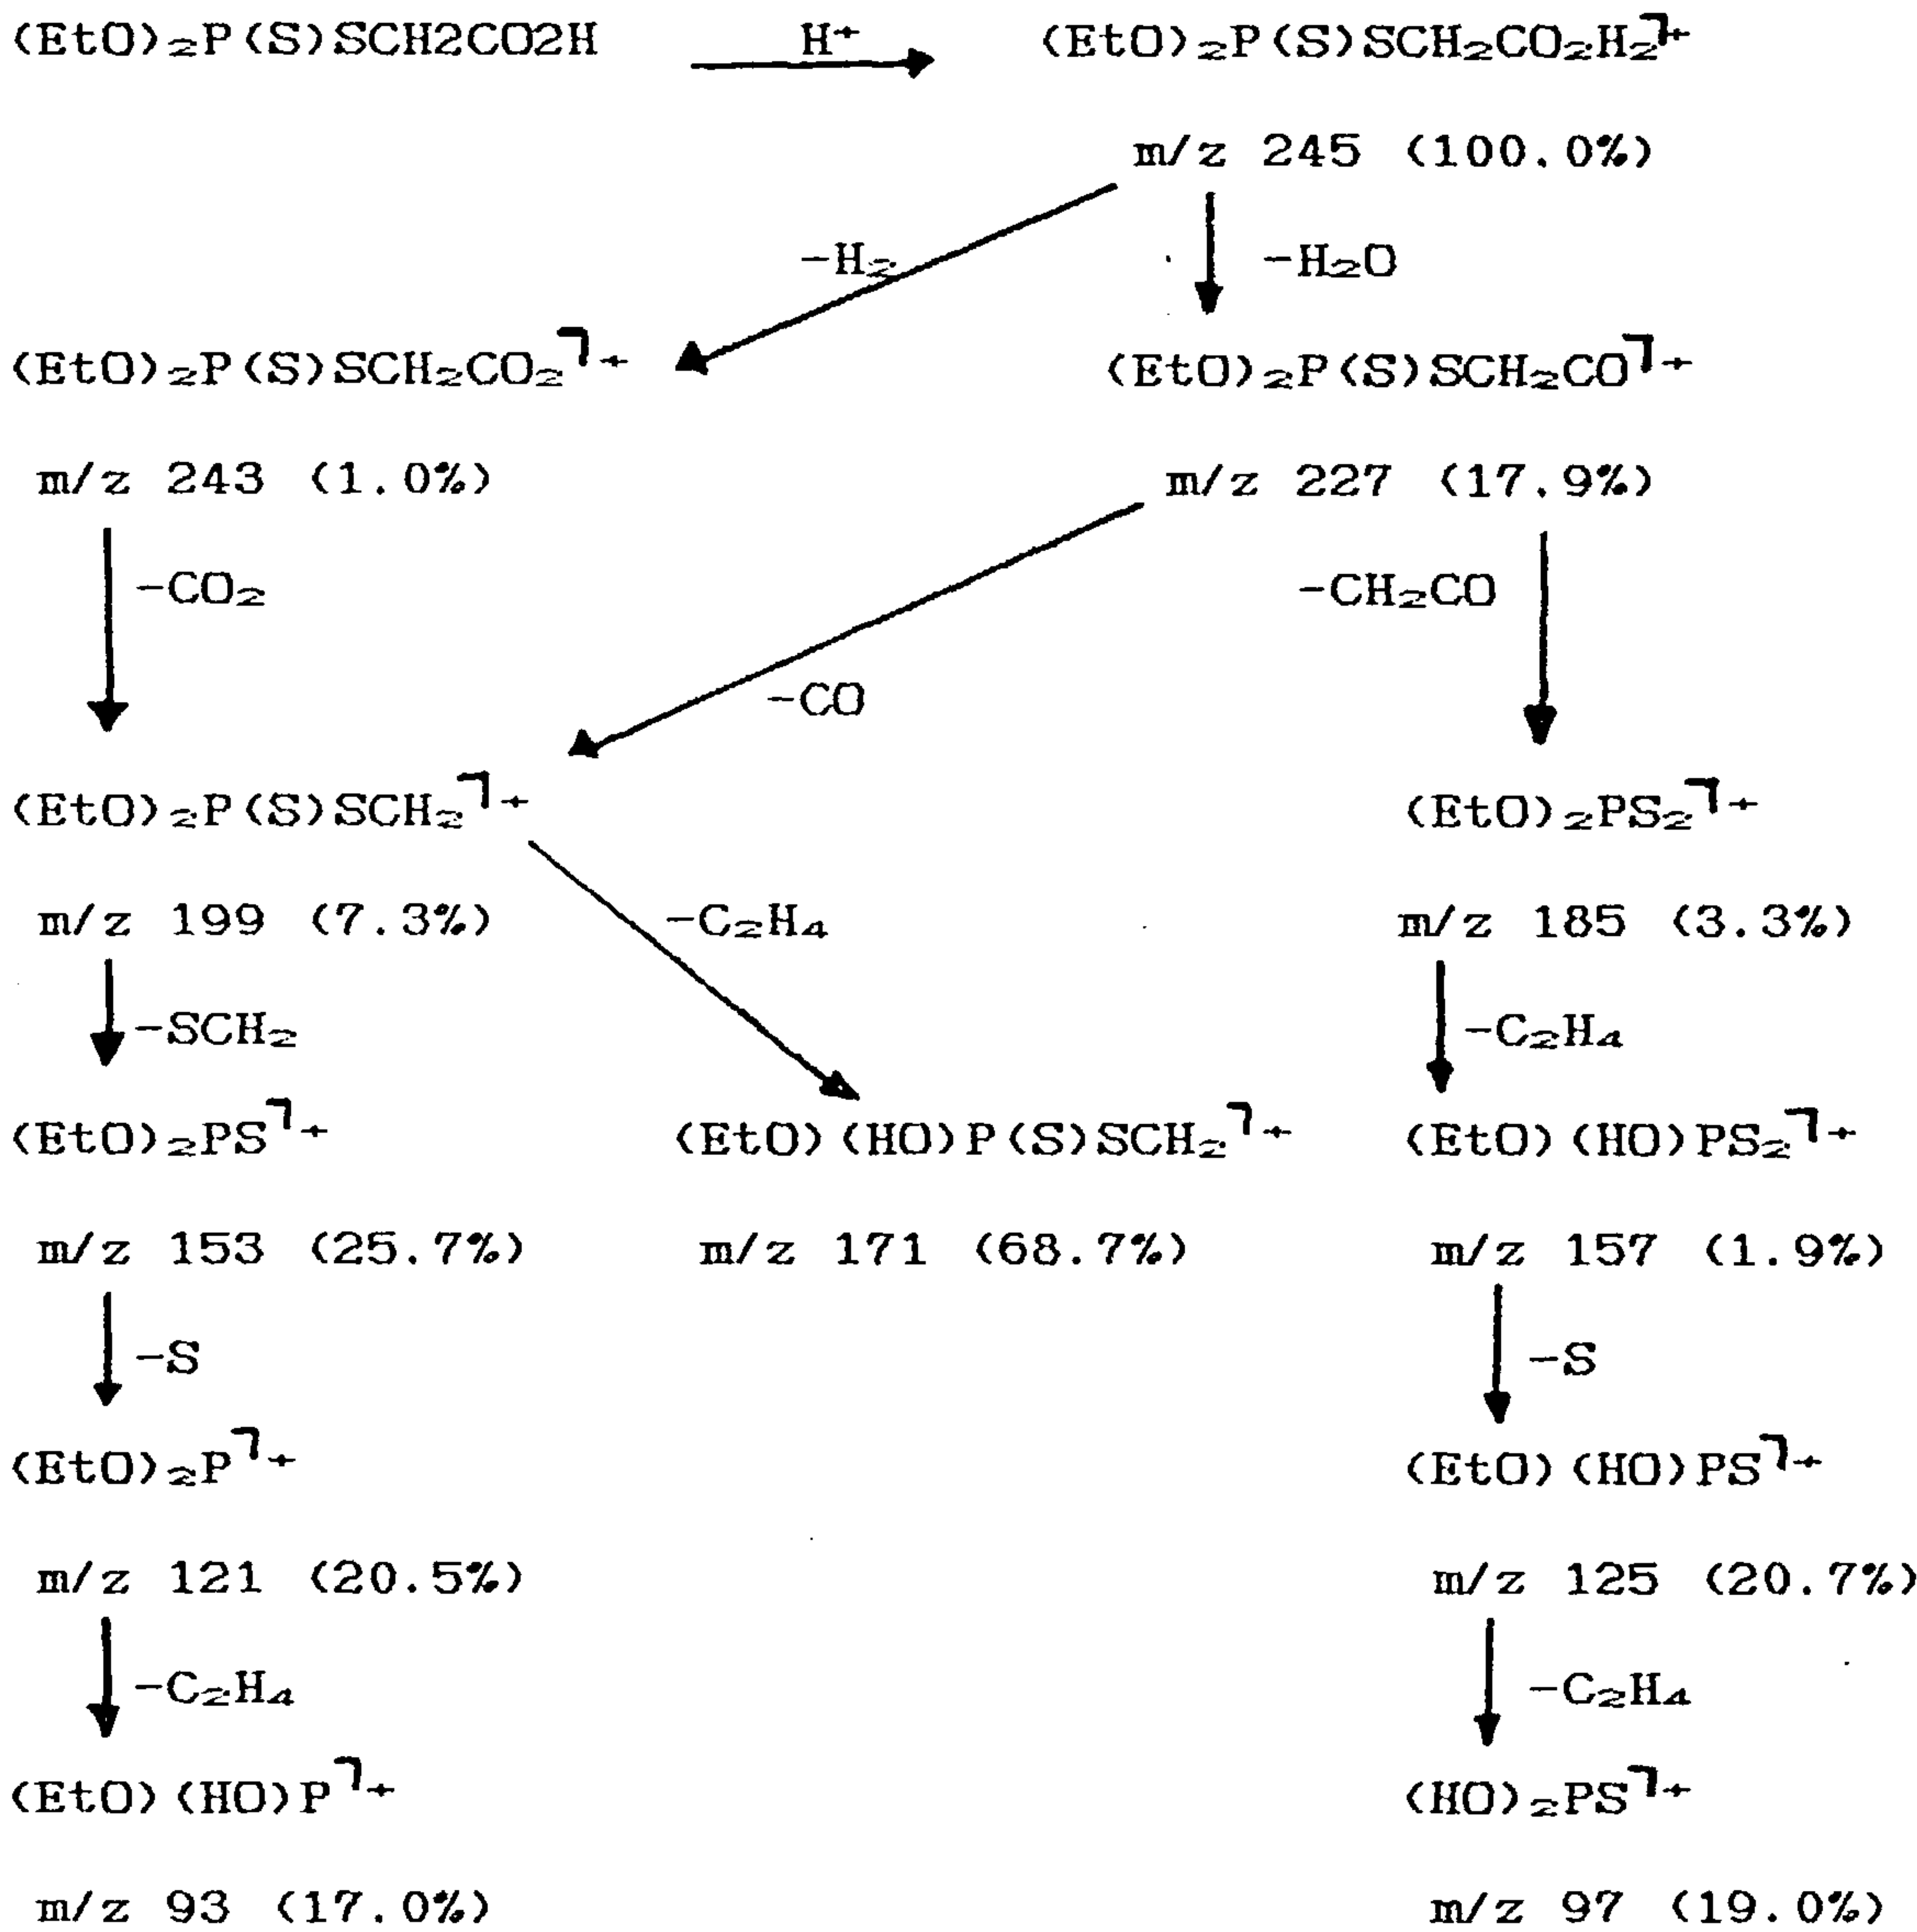 (EtO)₂P(S)SCH2CO2H H⁺ (EtO)₂P(S)SCH₂CO₂H₂⁺
m/z 245 (100.0%)
-H₂ -H₂O
(EtO)₂P(S)SCH₂CO₂⁺ (EtO)₂P(S)SCH₂CO⁺
m/z 243 (1.0%) m/z 227 (17.9%)
-CO₂ -CH₂CO
-CO
(EtO)₂P(S)SCH₂⁺ (EtO)₂PS₂⁺
m/z 199 (7.3%) -C₂H₄ m/z 185 (3.3%)
-SCH₂ -C₂H₄
(EtO)₂PS⁺ (EtO)(HO)P(S)SCH₂⁺ (EtO)(HO)PS₂⁺
m/z 153 (25.7%) m/z 171 (68.7%) m/z 157 (1.9%)
-S -S
(EtO)₂P⁺ (EtO)(HO)PS⁺
m/z 121 (20.5%) m/z 125 (20.7%)
-C₂H₄ -C₂H₄
(EtO)(HO)P⁺ (HO)₂PS⁺
m/z 93 (17.0%) m/z 97 (19.0%)